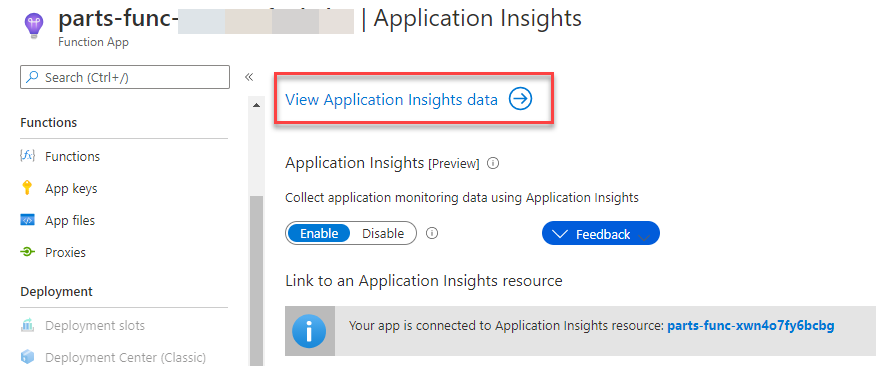 parts-func- | Application Insights
Function App
Search (Ctrl+/)
«
Functions
Functions
App keys
App files
Proxies
Deployment
Deployment slots
Deployment Center (Classic)
View Application Insights data
Application Insights [Preview]
Collect application monitoring data using Application Insights
Enable Disable
Feedback
Link to an Application Insights resource
Your app is connected to Application Insights resource: parts-func-xwn4o7fy6bcbg